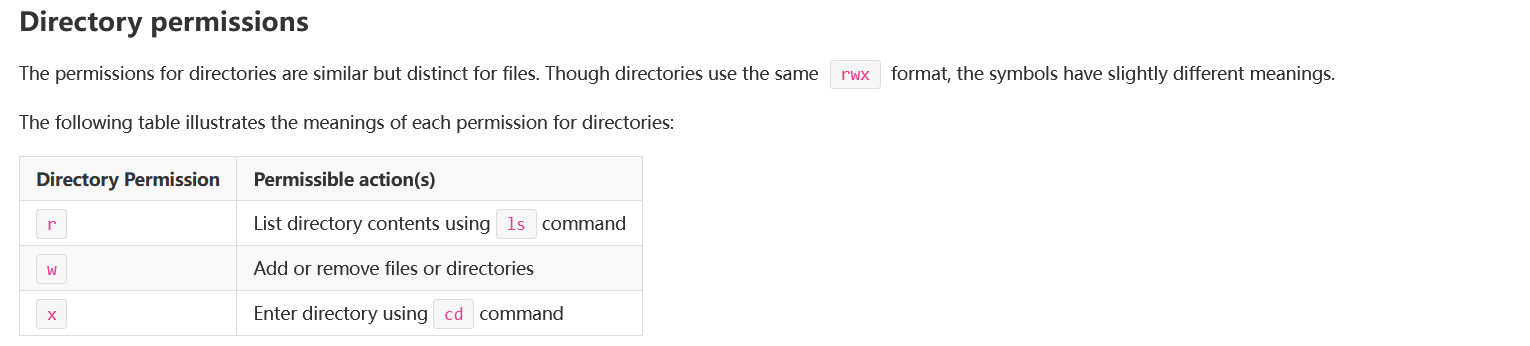 Directory permissions
The permissions for directories are similar but distinct for files. Though directories use the same rwx format, the symbols have slightly different meanings.
The following table illustrates the meanings of each permission for directories:
Directory Permission Permissible action(s)
r List directory contents using ls command
w Add or remove files or directories
x Enter directory using cd command